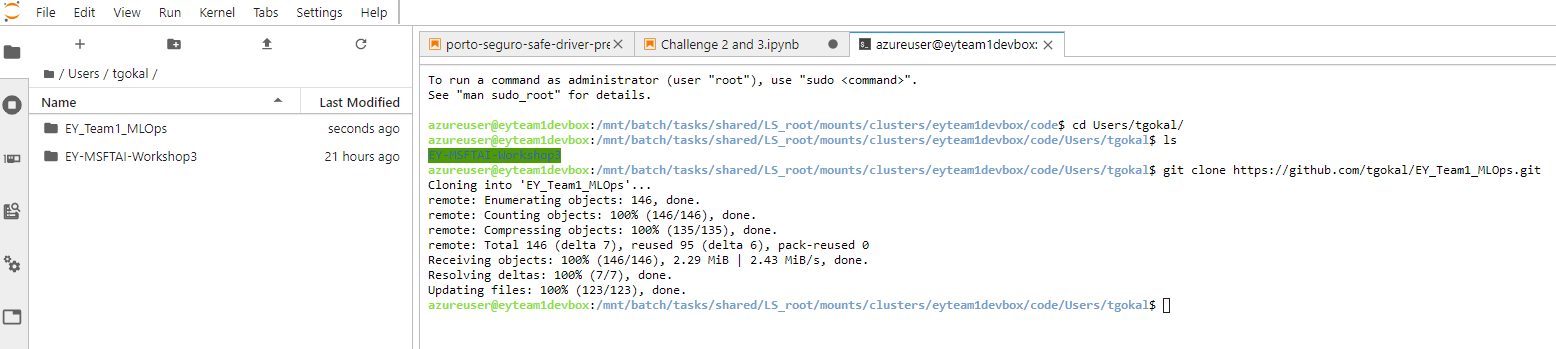 File Edit View Run Kernel Tabs Settings Help
/ Users / tgokal /
Name Last Modified
EY_Team1_MLOps seconds ago
EY-MSFTAI-Workshop3 21 hours ago
porto-seguro-safe-driver-pre
Challenge 2 and 3.ipynb
azureuser@eyteam1devbox:
To run a command as administrator (user "root"), use "sudo <command>".
See "man sudo_root" for details.
azureuser@eyteam1devbox:/mnt/batch/tasks/shared/LS_root/mounts/clusters/eyteam1devbox/code$ cd Users/tgokal/
azureuser@eyteam1devbox:/mnt/batch/tasks/shared/LS_root/mounts/clusters/eyteam1devbox/code/Users/tgokal$ ls
EY-MSFTAI-Workshop3
azureuser@eyteam1devbox:/mnt/batch/tasks/shared/LS_root/mounts/clusters/eyteam1devbox/code/Users/tgokal$ git clone https://github.com/tgokal/EY_Team1_MLOps.git
Cloning into 'EY_Team1_MLOps'...
remote: Enumerating objects: 146, done.
remote: Counting objects: 100% (146/146), done.
remote: Compressing objects: 100% (135/135), done.
remote: Total 146 (delta 7), reused 95 (delta 6), pack-reused 0
Receiving objects: 100% (146/146), 2.29 MiB | 2.43 MiB/s, done.
Resolving deltas: 100% (7/7), done.
Updating files: 100% (123/123), done.
azureuser@eyteam1devbox:/mnt/batch/tasks/shared/LS_root/mounts/clusters/eyteam1devbox/code/Users/tgokal$